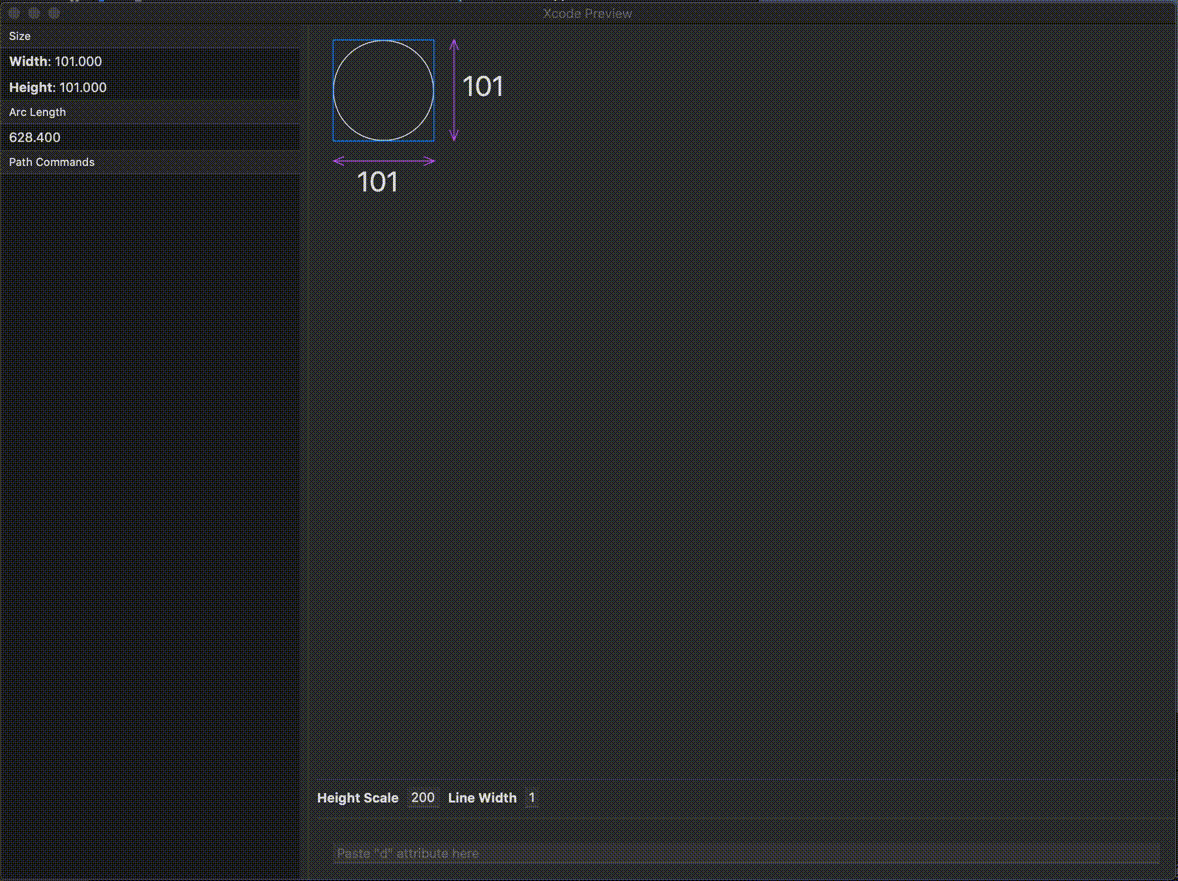 Xcode Preview
Size
Width: 101.000
Height: 101.000
Arc Length
628.400
Path Commands
101
101
Height Scale 200 Line Width 1
Paste "d" attribute here